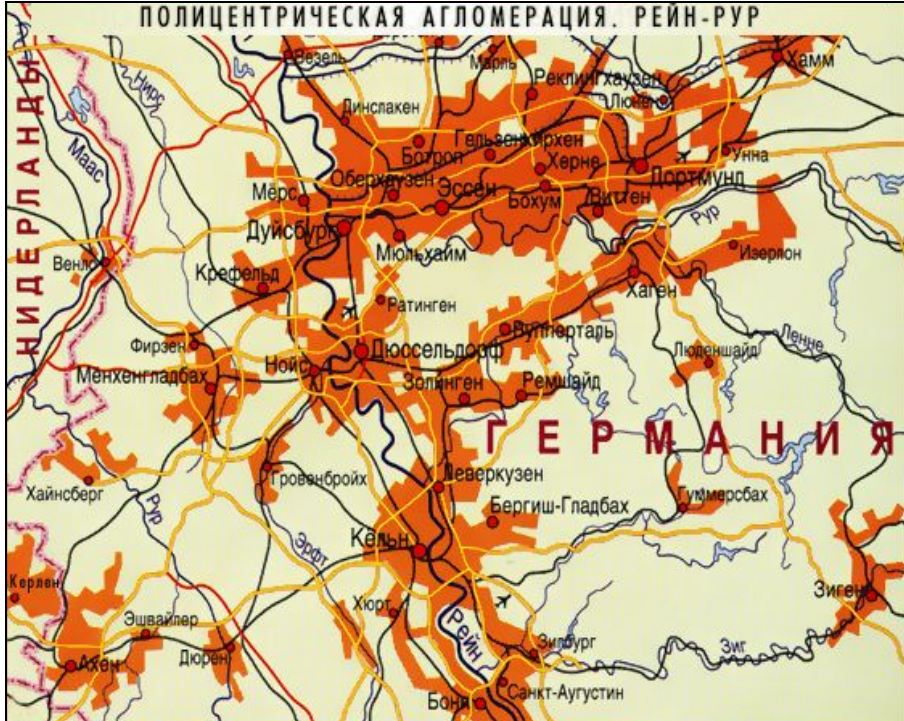 ПОЛИЦЕНТРИЧЕСКАЯ АГЛОМЕРАЦИЯ. РЕЙН-РУР
Везель
Марль
Хамм
Реклингхаузен
Люнен
НИДЕРЛАНДЫ
Маас
Нирс
Динслакен
Гельзенкирхен
Ботроп
Херне
Унна
Дортмунд
Оберхаузен
Эссен
Мёрс
Бохум
Виттен
Рур
Дуйсбург
Мюльхайм
Изерлон
Венло
Крефельд
Хаген
Ратинген
Вупперталь
Ленне
Фирзен
Дюссельдорф
Люденшайд
Менхенгладбах
Нойс
Золинген
Ремшайд
ГЕРМАНИЯ
Хайнсберг
Гровенбройх
Леверкузен
Рур
Бергиш-Гладбах
Гуммерсбах
Эрфт
Кёльн
Керлен
Хюрт
Зиген
Эшвайлер
Рейн
Зигбург
Зиг
Ахен
Дюрен
Санкт-Аугустин
Бонн